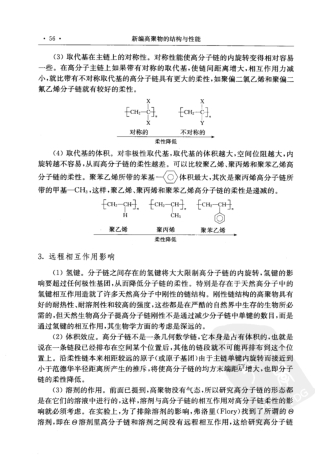 · 56 · 新编高聚物的结构与性能
(3) 取代基在主链上的对称性。对称性能使高分子链的内旋转变得相对容易
一些。在高分子主链上如果带有对称的取代基,使链间距离增大,相互作用力减
小,就比带有不对称取代基的高分子链具有更大的柔性,如聚偏二氯乙烯和聚偏二
氟乙烯分子链就有较好的柔性。
X X
[CH₂—C]ₙ [CH₂—C]ₙ
X Y
对称的 不对称的
柔性降低
(4) 取代基的体积。对非极性取代基,取代基的体积越大,空间位阻越大,内
旋转越不容易,从而高分子链的柔性越差。可以比较聚乙烯、聚丙烯和聚苯乙烯高
分子链的柔性。聚苯乙烯所带的苯基—体积最大,其次是聚丙烯高分子链所
带的甲基—CH₃,这样,聚乙烯、聚丙烯和聚苯乙烯高分子链的柔性是递减的。
[CH₂—CH]ₙ [CH₂—CH]ₙ [CH₂—CH]ₙ
H CH₃
聚乙烯 聚丙烯 聚苯乙烯
柔性降低
3. 远程相互作用影响
(1) 氢键。分子链之间存在的氢键将大大限制高分子链的内旋转,氢键的影
响要超过任何极性基团,从而降低分子链的柔性。特别是存在于天然高分子中的
氢键相互作用造就了许多天然高分子中刚性的链结构。刚性链结构的高聚物具有
好的耐热性、耐溶剂性和较高的强度,这些都是在严酷的自然界中生存的生物所必
需的,但天然生物高分子提高分子链刚性不是通过减少分子链中单键的数目,而是
通过氢键的相互作用,其生物学方面的考虑是深远的。
(2) 体积效应。高分子链不是一条几何数学链,它本身是占有体积的,也就是
说在一条链段已经排布在空间某个位置后,其他的链段就不可能再排布到这个位
置上。沿柔性链本来相距较远的原子(或原子基团)由于主链单键内旋转而接近到
小于范德华半径距离所产生的推斥,将使高分子链的均方末端距增大,也即分子
链的柔性降低。
(3) 溶剂的作用。前面已提到,高聚物没有气态,所以研究高分子链的形态都
是在它们的溶液中进行的,这样,溶剂与高分子链的相互作用对高分子链柔性的影
响就必须考虑。在实验上,为了排除溶剂的影响,弗洛里(Flory)找到了所谓的Θ
溶剂,即在Θ溶剂里高分子链和溶剂之间没有远程相互作用,这给研究高分子链